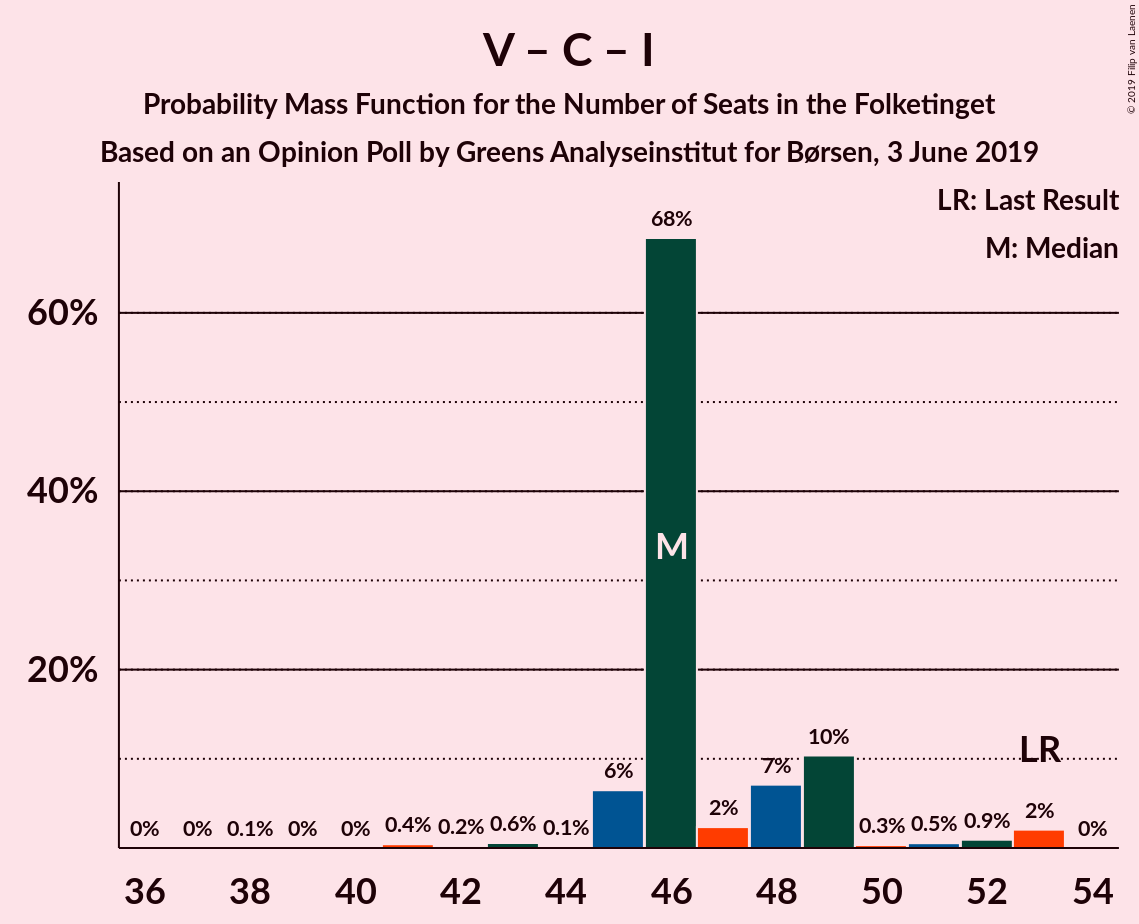 V – C – I
Probability Mass Function for the Number of Seats in the Folketinget
Based on an Opinion Poll by Greens Analyseinstitut for Børsen, 3 June 2019
© 2019 Filip van Laenen
LR: Last Result
M: Median
60%
40%
20%
0% 0% 0.1% 0% 0% 0.4% 0.2% 0.6% 0.1% 6% 68% 2% 7% 10% 0.3% 0.5% 0.9% 2% 0%
M
LR
36 38 40 42 44 46 48 50 52 54